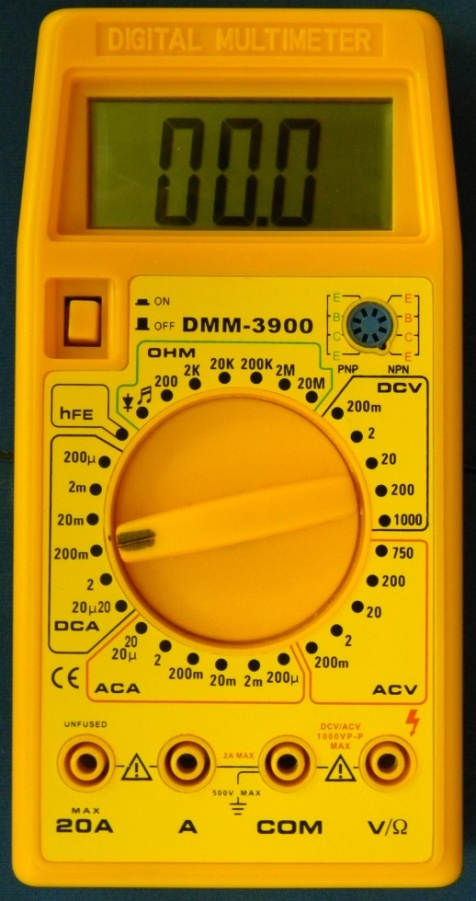 DIGITAL MULTIMETER
00.0
ON
OFF DMM-3900
E E
B B
C C
E E
PNP NPN
OHM
200 2K 20K 200K 2M 20M
hFE
DCV
200m
2
20
200
1000
200µ
2m
20m
200m
2
20µ20
DCA
750
200
20
2
200m
ACV
20
20µ
2
200m
20m
2m
200µ
CE ACA
UNFUSED
2A MAX
DCV/ACV
1000VP-P
MAX
500V MAX
MAX
20A A COM V/Ω